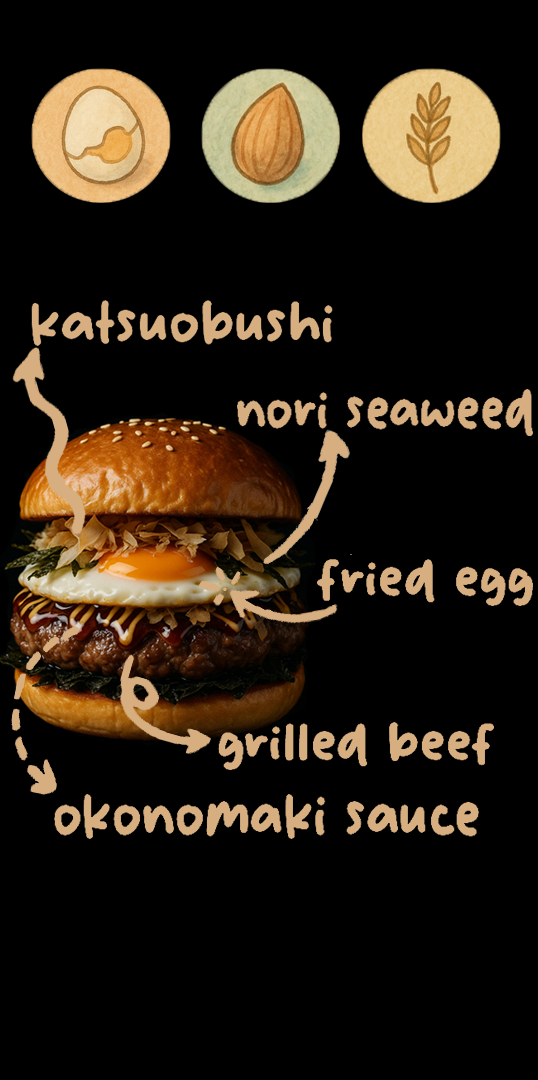 katsuobushi
nori seaweed
fried egg
grilled beef
okonomaki sauce